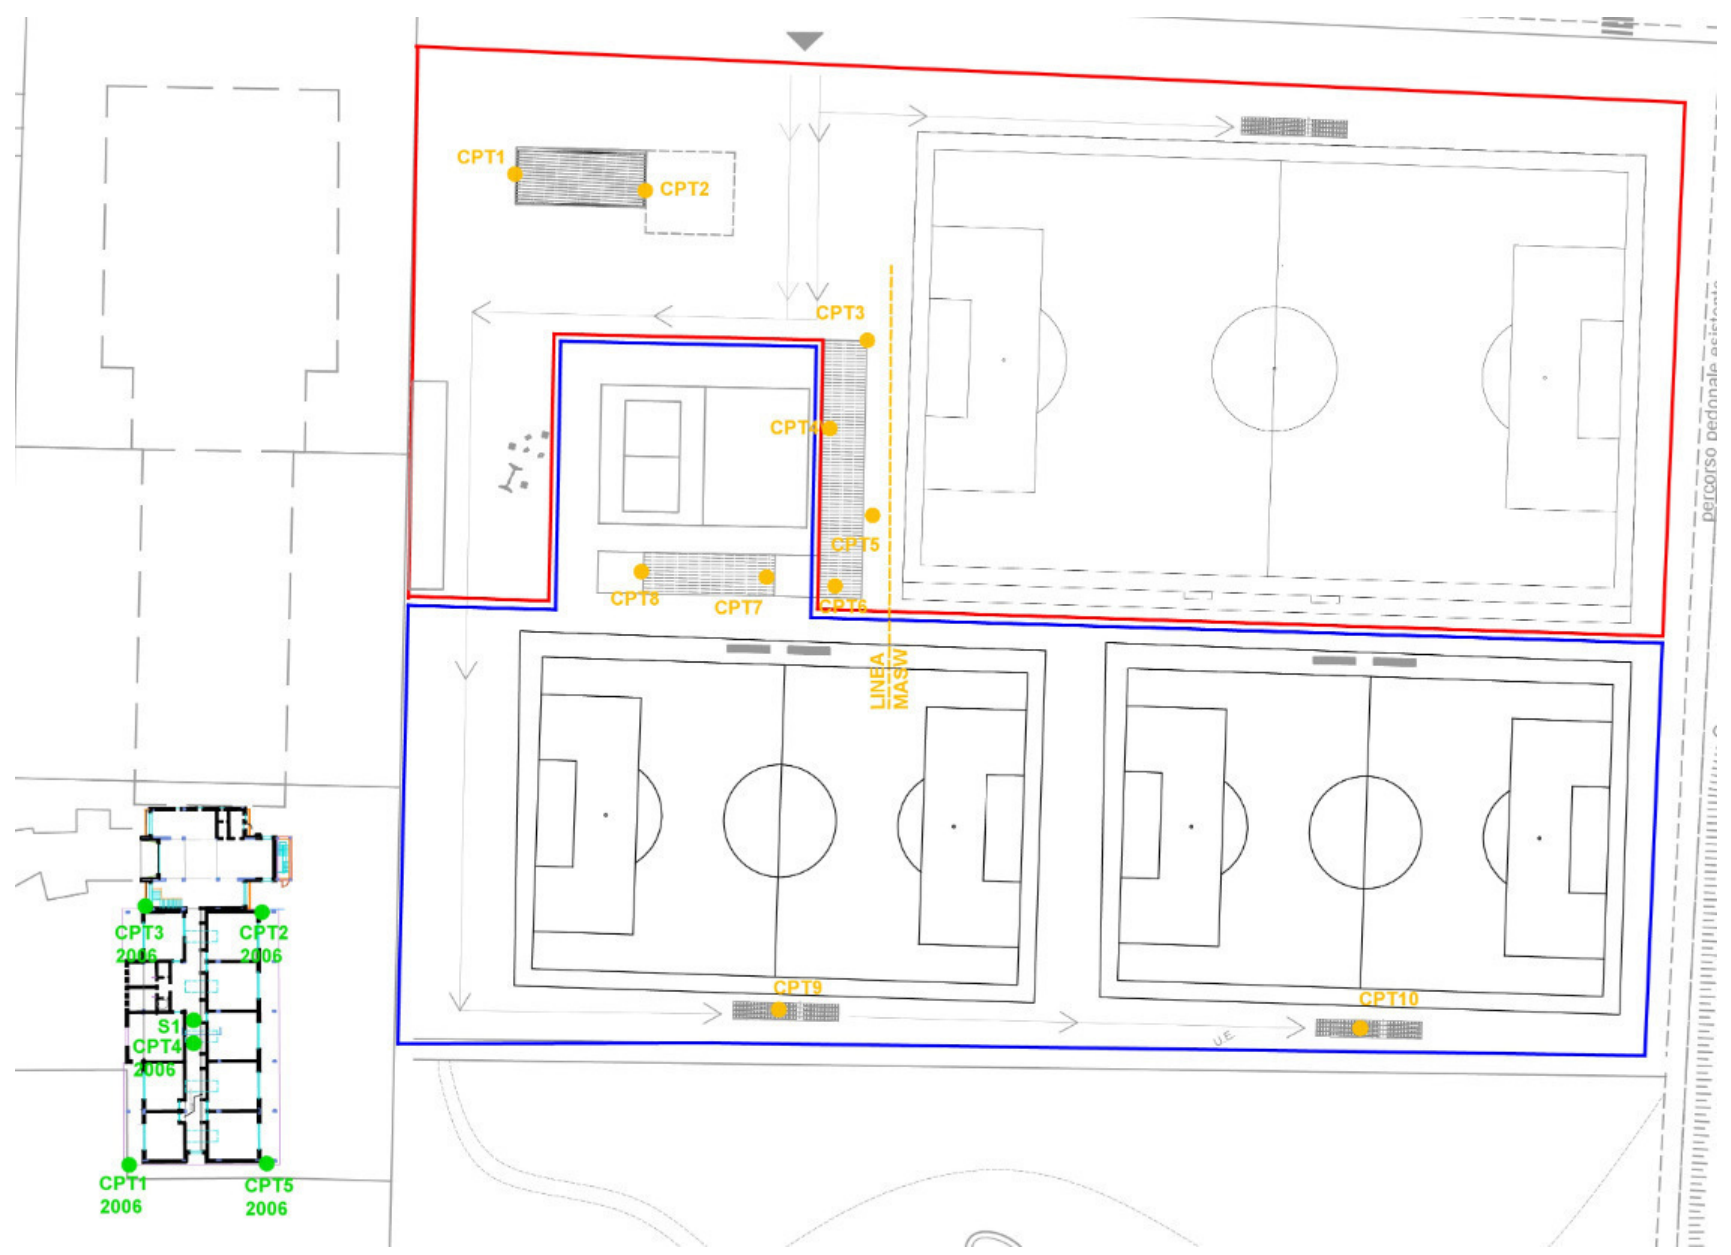 CPT1
CPT2
CPT3
CPT4
CPT5
CPT8
CPT7
CPT6
LINEA
MASW
percorso pedonale esistente
CPT3
2006
CPT2
2006
S1
CPT4
2006
CPT9
CPT10
U.E.
CPT1
2006
CPT5
2006